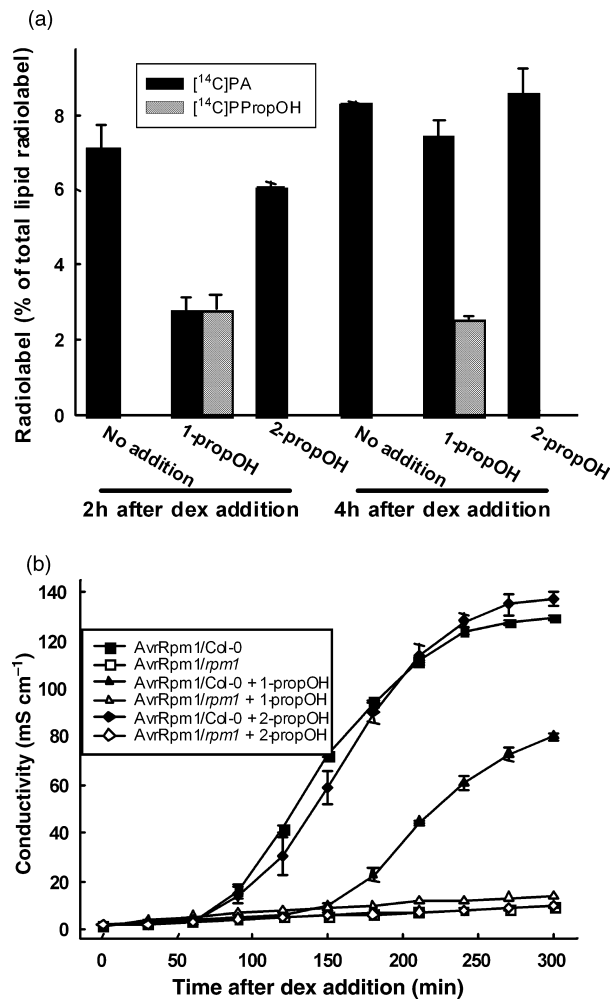 (a)
Radiolabel (% of total lipid radiolabel)
8
6
4
2
0
[¹⁴C]PA
[¹⁴C]PPropOH
No addition
1-propOH
2-propOH
No addition
1-propOH
2-propOH
2h after dex addition
4h after dex addition
(b)
Conductivity (mS cm⁻¹)
140
120
100
80
60
40
20
0
AvrRpm1/Col-0
AvrRpm1/rpm1
AvrRpm1/Col-0 + 1-propOH
AvrRpm1/rpm1 + 1-propOH
AvrRpm1/Col-0 + 2-propOH
AvrRpm1/rpm1 + 2-propOH
0 50 100 150 200 250 300
Time after dex addition (min)